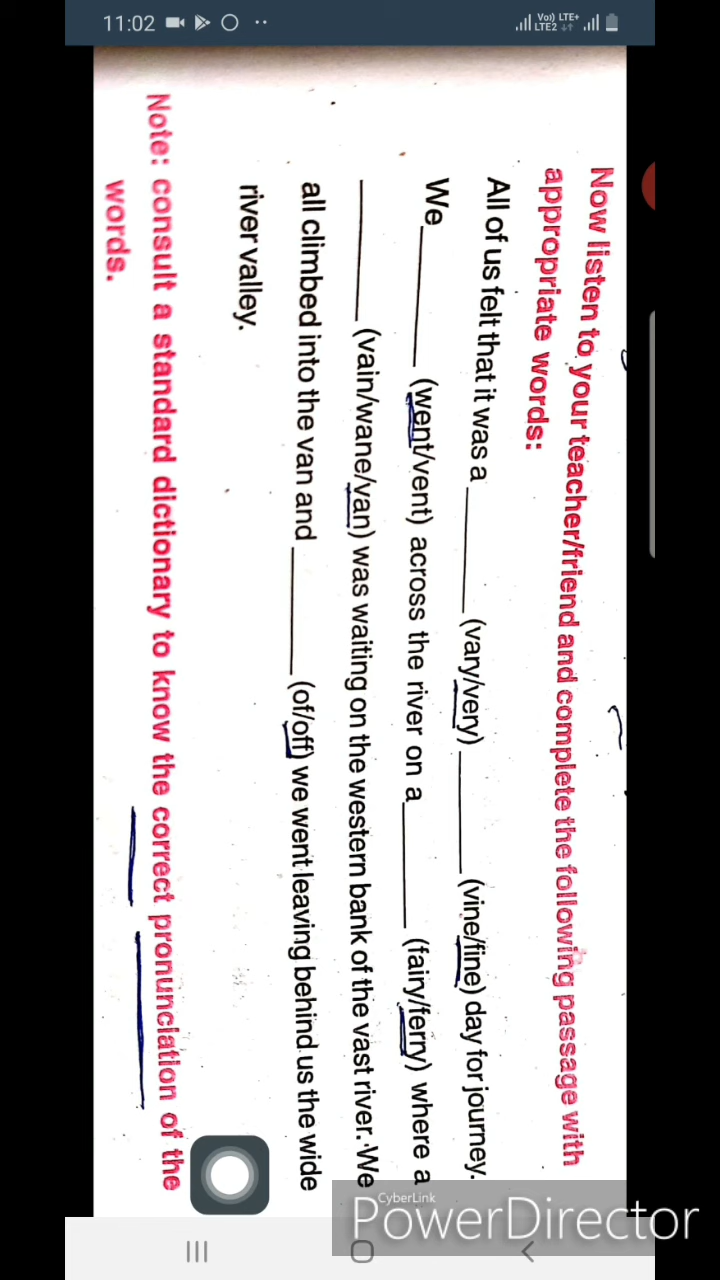 11:02
Vo) LTE+
LTE2
Now listen to your teacher/friend and complete the following passage with
appropriate words:
All of us felt that it was a ________ (vary/very) ________ (vine/fine) day for journey.
We ________ (went/vent) across the river on a ________ (fairy/ferry) where a
________ (vain/wane/van) was waiting on the western bank of the vast river. We
all climbed into the van and ________ (of/off) we went leaving behind us the wide
river valley.
Note: consult a standard dictionary to know the correct pronunciation of the
words.
CyberLink
PowerDirector